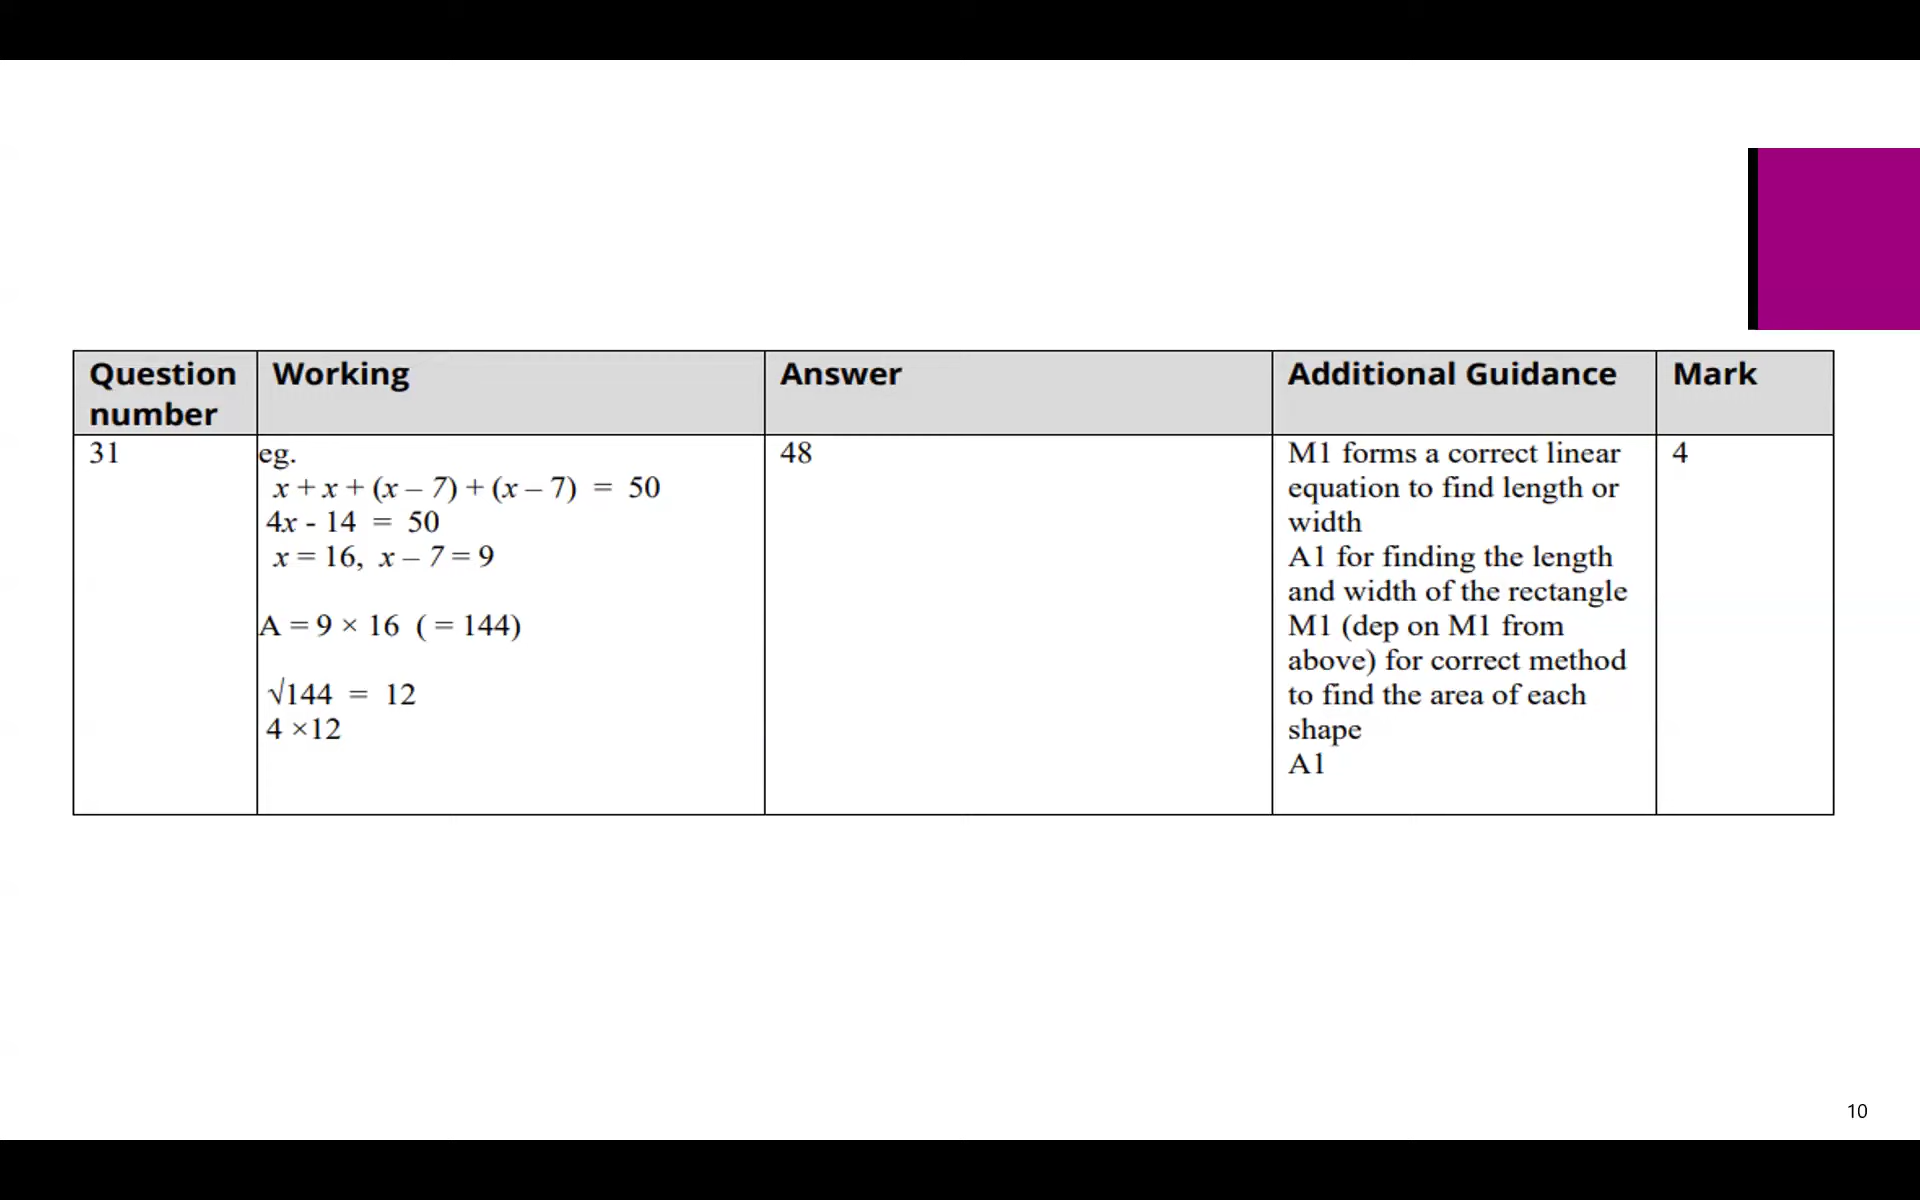 Question number
Working
Answer
Additional Guidance
Mark
31
eg.
x + x + (x – 7) + (x – 7) = 50
4x - 14 = 50
x = 16, x – 7 = 9
A = 9 × 16 ( = 144)
√144 = 12
4 ×12
48
M1 forms a correct linear
equation to find length or
width
A1 for finding the length
and width of the rectangle
M1 (dep on M1 from
above) for correct method
to find the area of each
shape
A1
4
10